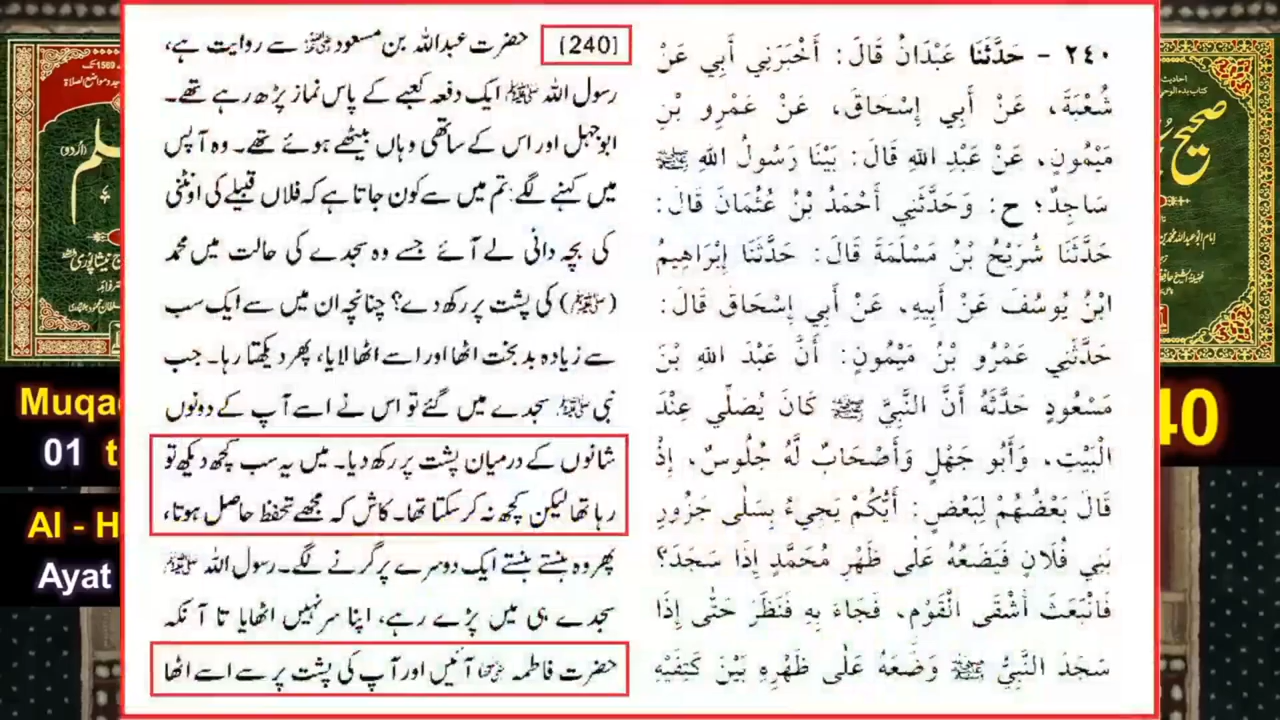 [240] حضرت عبداللہ بن مسعود ﷜ سے روایت ہے،
رسول اللہ ﷺ ایک دفعہ کعبے کے پاس نماز پڑھ رہے تھے۔
ابوجہل اور اس کے ساتھی وہاں بیٹھے ہوئے تھے۔ وہ آپس
میں کہنے لگے: تم میں سے کون جاتا ہے کہ فلاں قبیلے کی اونٹنی
کی بچہ دانی لے آئے جسے وہ سجدے کی حالت میں محمد
(ﷺ) کی پشت پر رکھ دے؟ چنانچہ ان میں سے ایک سب
سے زیادہ بدبخت اٹھا اور اسے اٹھا لایا، پھر دیکھتا رہا۔ جب
نبی ﷺ سجدے میں گئے تو اس نے اسے آپ کے دونوں
شانوں کے درمیان پشت پر رکھ دیا۔ میں یہ سب کچھ دیکھ تو
رہا تھا لیکن کچھ نہ کر سکتا تھا۔ کاش کہ مجھے تحفظ حاصل ہوتا،
پھر وہ ہنستے ہنستے ایک دوسرے پر گرنے لگے۔ رسول اللہ ﷺ
سجدے ہی میں پڑے رہے، اپنا سر نہیں اٹھایا تا آنکہ
حضرت فاطمہ ﷞ آئیں اور آپ کی پشت پر سے اسے اٹھا
٢٤٠ - حَدَّثَنَا عَبْدَانُ قَالَ: أَخْبَرَنِي أَبِي عَنْ
شُعْبَةَ، عَنْ أَبِي إِسْحَاقَ، عَنْ عَمْرِو بْنِ
مَيْمُونٍ، عَنْ عَبْدِ اللهِ قَالَ: بَيْنَا رَسُولُ اللهِ ﷺ
سَاجِدٌ؛ ح: وَحَدَّثَنِي أَحْمَدُ بْنُ عُثْمَانَ قَالَ:
حَدَّثَنَا شُرَيْحُ بْنُ مَسْلَمَةَ قَالَ: حَدَّثَنَا إِبْرَاهِيمُ
ابْنُ يُوسُفَ عَنْ أَبِيهِ، عَنْ أَبِي إِسْحَاقَ قَالَ:
حَدَّثَنِي عَمْرُو بْنُ مَيْمُونٍ: أَنَّ عَبْدَ اللهِ بْنَ
مَسْعُودٍ حَدَّثَهُ أَنَّ النَّبِيَّ ﷺ كَانَ يُصَلِّي عِنْدَ
الْبَيْتِ، وَأَبُو جَهْلٍ وَأَصْحَابٌ لَهُ جُلُوسٌ، إِذْ
قَالَ بَعْضُهُمْ لِبَعْضٍ: أَيُّكُمْ يَجِيءُ بِسَلَى جَزُورِ
بَنِي فُلَانٍ فَيَضَعُهُ عَلَى ظَهْرِ مُحَمَّدٍ إِذَا سَجَدَ؟
فَانْبَعَثَ أَشْقَى الْقَوْمِ، فَجَاءَ بِهِ فَنَظَرَ حَتَّى إِذَا
سَجَدَ النَّبِيُّ ﷺ وَضَعَهُ عَلَى ظَهْرِهِ بَيْنَ كَتِفَيْهِ
Muqa
01 t
Al - H
Ayat
40
صحیح